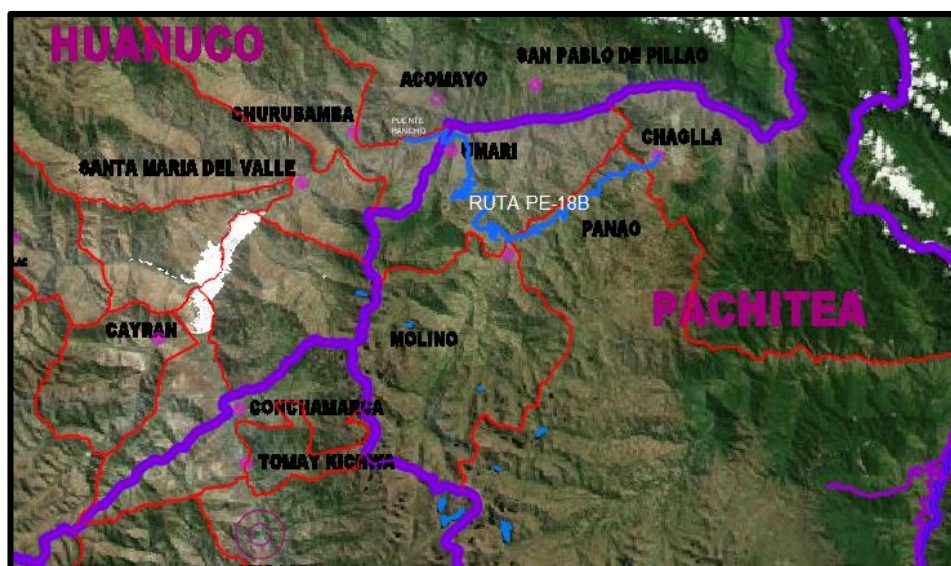 HUANUCO
SAN PABLO DE PILLAO
ACOMAYO
CHURUBAMBA
PUENTE
RANCHO
UMARI
CHAGLLA
SANTA MARIA DEL VALLE
RUTA PE-18B
PANAO
PACHITEA
CAYRAN
MOLINO
CONCHAMARCA
TOMAY KICHWA